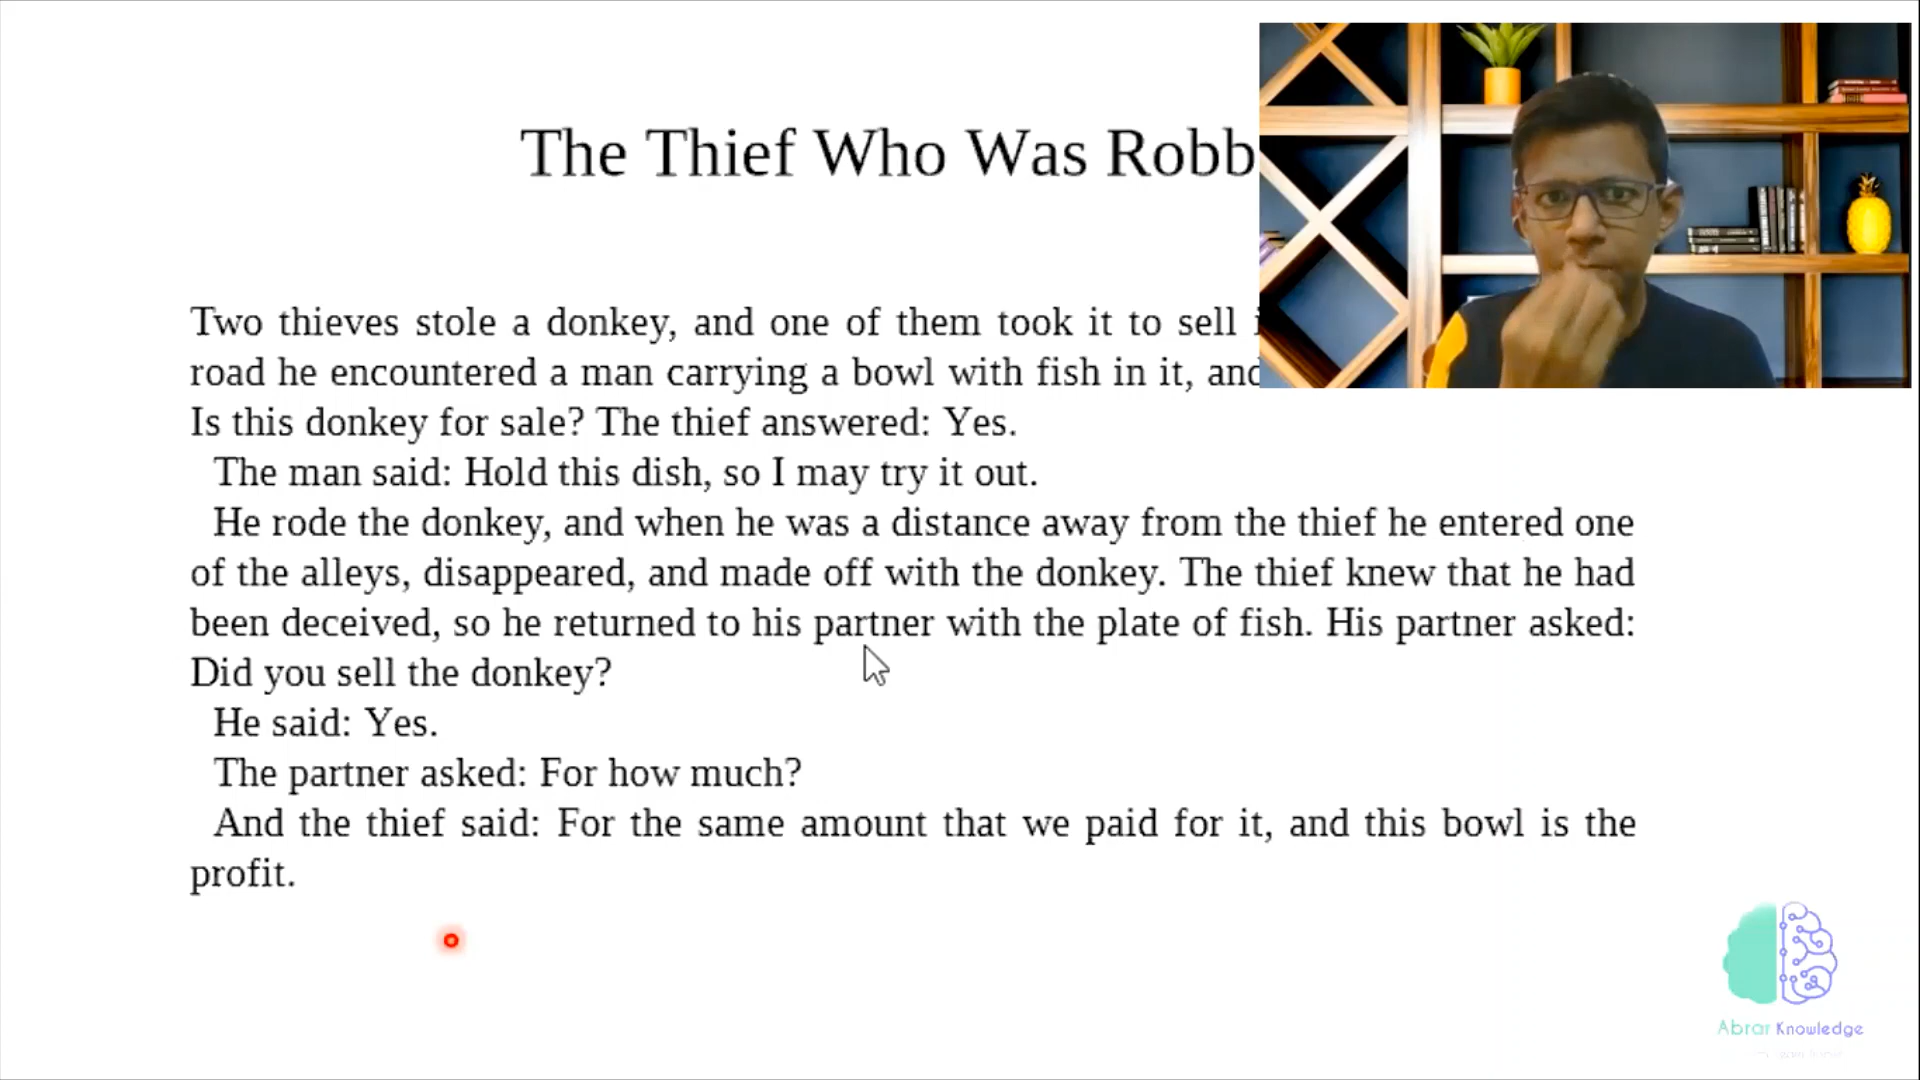 The Thief Who Was Robb
Two thieves stole a donkey, and one of them took it to sell
road he encountered a man carrying a bowl with fish in it, and
Is this donkey for sale? The thief answered: Yes.
The man said: Hold this dish, so I may try it out.
He rode the donkey, and when he was a distance away from the thief he entered one
of the alleys, disappeared, and made off with the donkey. The thief knew that he had
been deceived, so he returned to his partner with the plate of fish. His partner asked:
Did you sell the donkey?
He said: Yes.
The partner asked: For how much?
And the thief said: For the same amount that we paid for it, and this bowl is the
profit.
Abrar Knowledge